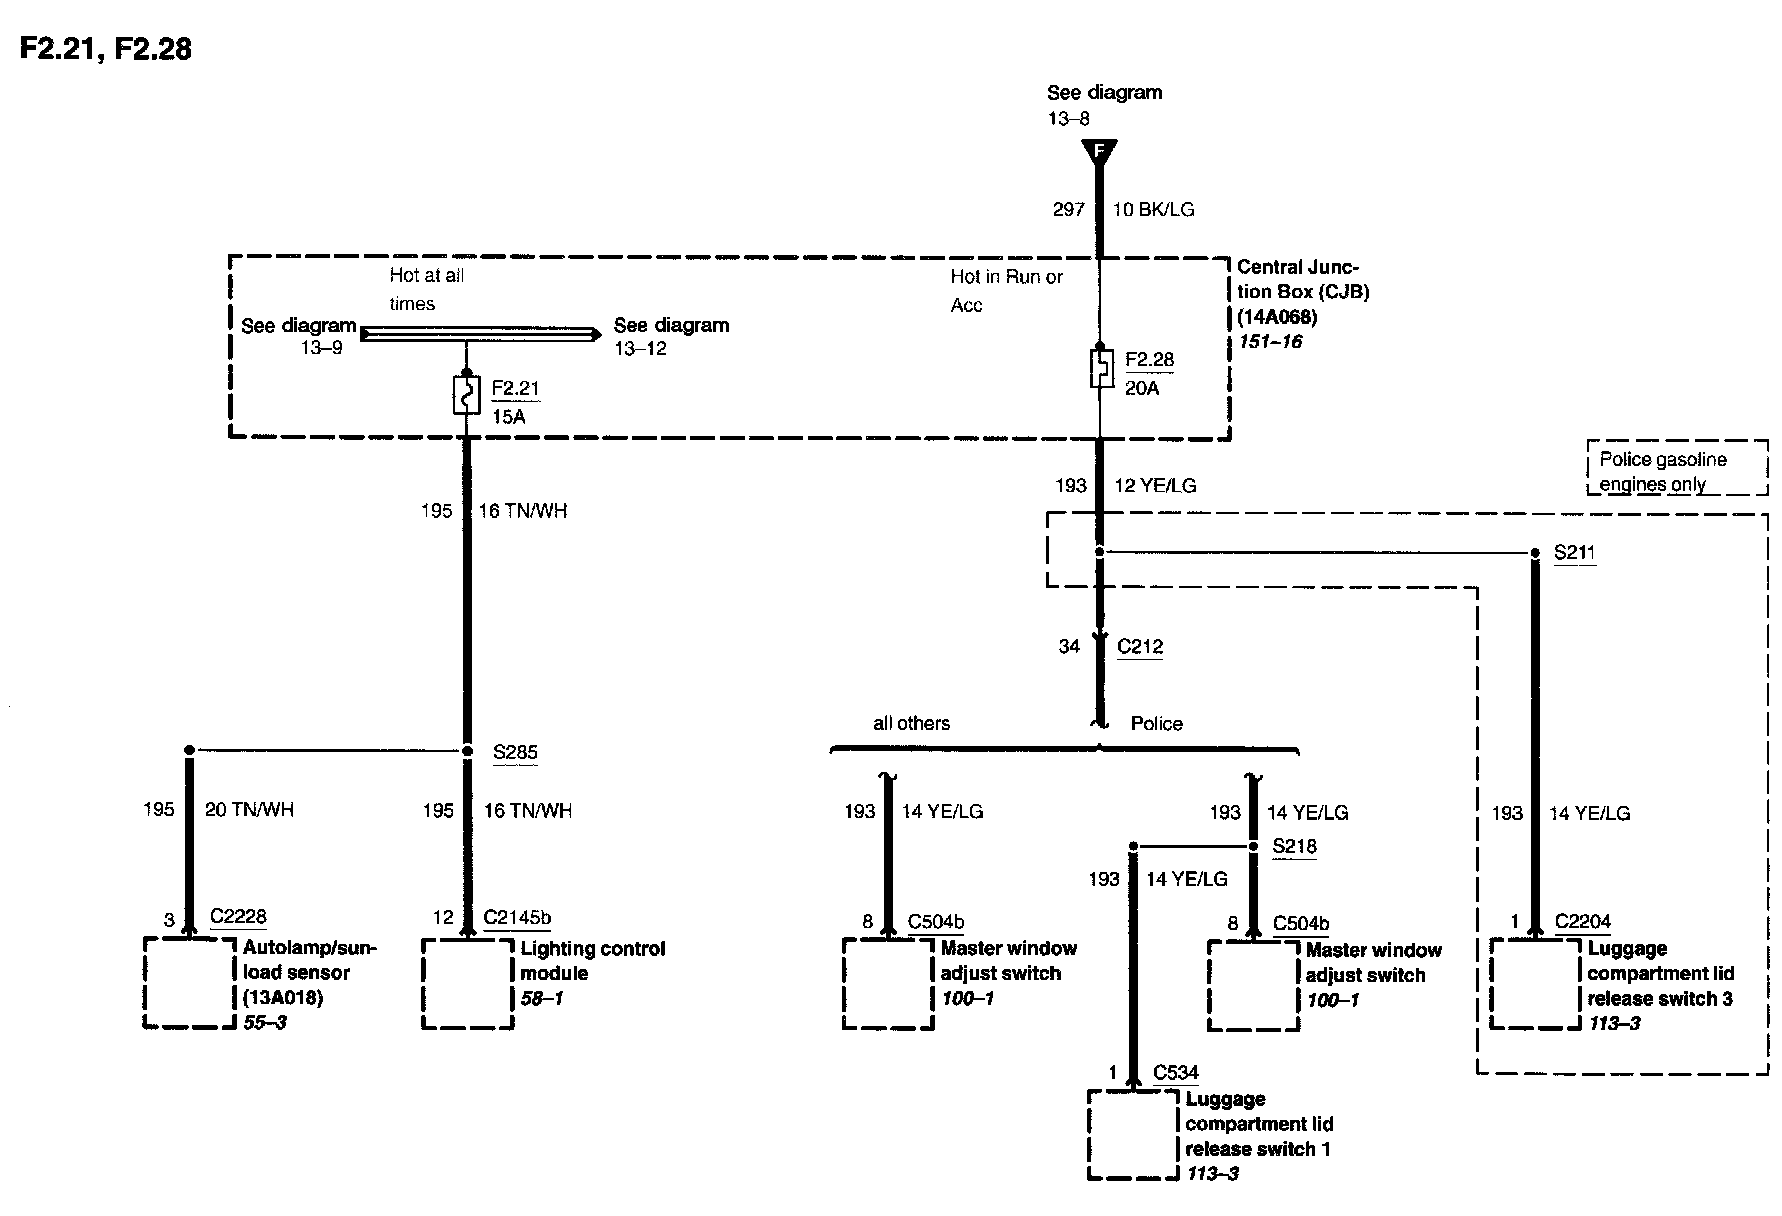 F2.21, F2.28
See diagram
13–8
F
297
10 BK/LG
Hot at all
times
See diagram
13–9
See diagram
13–12
F2.21
15A
Hot in Run or
Acc
F2.28
20A
Central Junc-
tion Box (CJB)
(14A068)
151–16
195
16 TN/WH
193
12 YE/LG
Police gasoline
engines only
S211
34
C212
all others
Police
S285
195
20 TN/WH
195
16 TN/WH
193
14 YE/LG
193
14 YE/LG
S218
193
14 YE/LG
193
14 YE/LG
3
C2228
Autolamp/sun-
load sensor
(13A018)
55–3
12
C2145b
Lighting control
module
58–1
8
C504b
Master window
adjust switch
100–1
8
C504b
Master window
adjust switch
100–1
1
C2204
Luggage
compartment lid
release switch 3
113–3
1
C534
Luggage
compartment lid
release switch 1
113–3